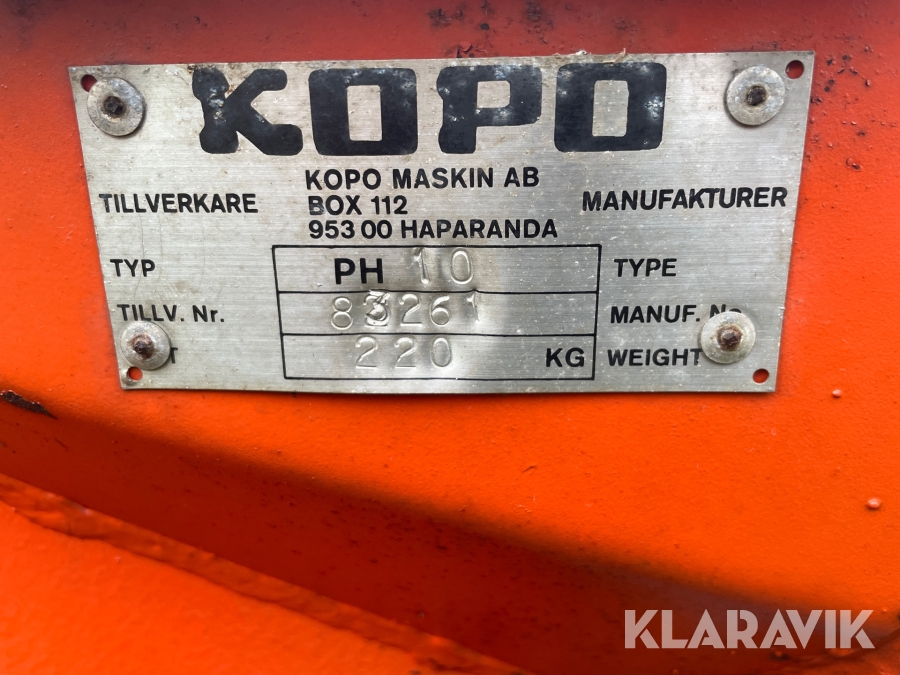 KOPO
KOPO MASKIN AB
TILLVERKARE BOX 112 MANUFAKTURER
953 00 HAPARANDA
TYP PH 10 TYPE
TILLV. Nr. 83261 MANUF.
220 KG WEIGHT
KLARAVIK